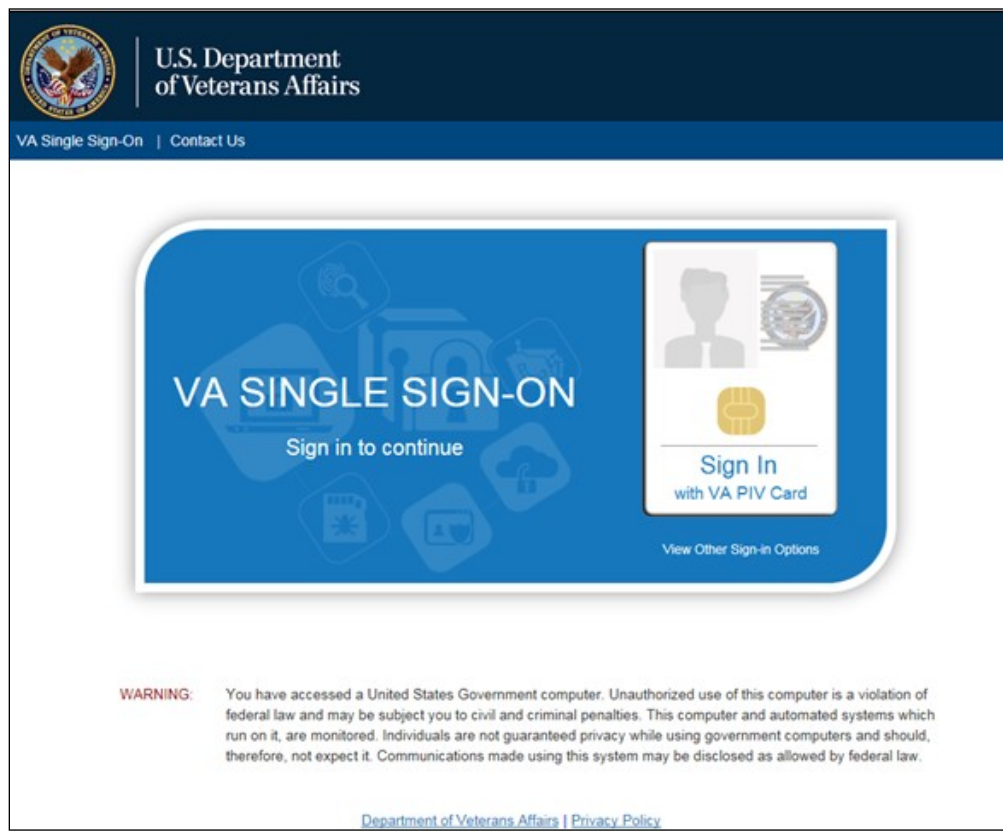 U.S. Department
of Veterans Affairs
VA Single Sign-On | Contact Us
VA SINGLE SIGN-ON
Sign in to continue
Sign In
with VA PIV Card
View Other Sign-in Options
WARNING: You have accessed a United States Government computer. Unauthorized use of this computer is a violation of
federal law and may be subject you to civil and criminal penalties. This computer and automated systems which
run on it, are monitored. Individuals are not guaranteed privacy while using government computers and should,
therefore, not expect it. Communications made using this system may be disclosed as allowed by federal law.
Department of Veterans Affairs | Privacy Policy